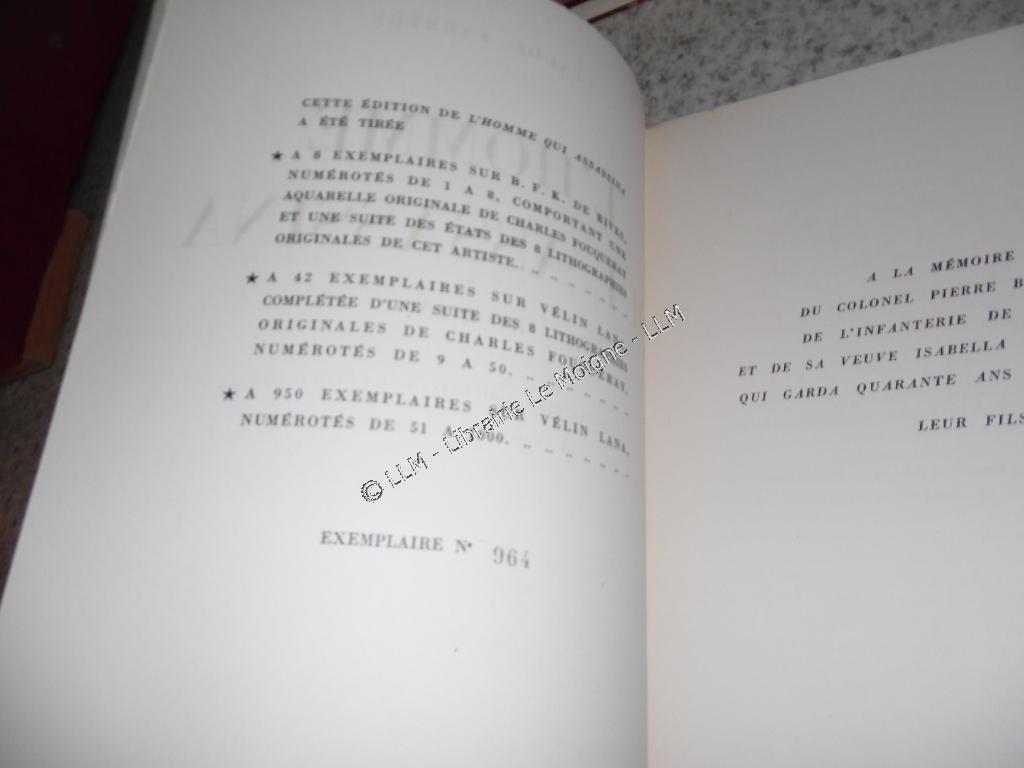 CETTE ÉDITION DE L'HOMME QUI ASSASSINA
A ÉTÉ TIRÉE
★ A 8 EXEMPLAIRES SUR B. F. K. DE RIVES,
NUMÉROTÉS DE 1 A 8, COMPORTANT UNE
AQUARELLE ORIGINALE DE CHARLES FOUQUERAY
ET UNE SUITE DES ÉTATS DES 8 LITHOGRAPHIES
ORIGINALES DE CET ARTISTE. ,, ,, ,, ,, ,, ,,
★ A 42 EXEMPLAIRES SUR VÉLIN LANA
COMPLÉTÉE D'UNE SUITE DES 8 LITHOGRAPHIES
ORIGINALES DE CHARLES FOUQUERAY,
NUMÉROTÉS DE 9 A 50. ,, ,, ,, ,, ,, ,,
★ A 950 EXEMPLAIRES SUR VÉLIN LANA,
NUMÉROTÉS DE 51 A 1000. ,, ,, ,, ,, ,, ,,
EXEMPLAIRE N° 964
A LA MÉMOIRE
DU COLONEL PIERRE B
DE L'INFANTERIE DE
ET DE SA VEUVE ISABELLA
QUI GARDA QUARANTE ANS
LEUR FILS
© LLM - Librairie Le Moigne - LLM